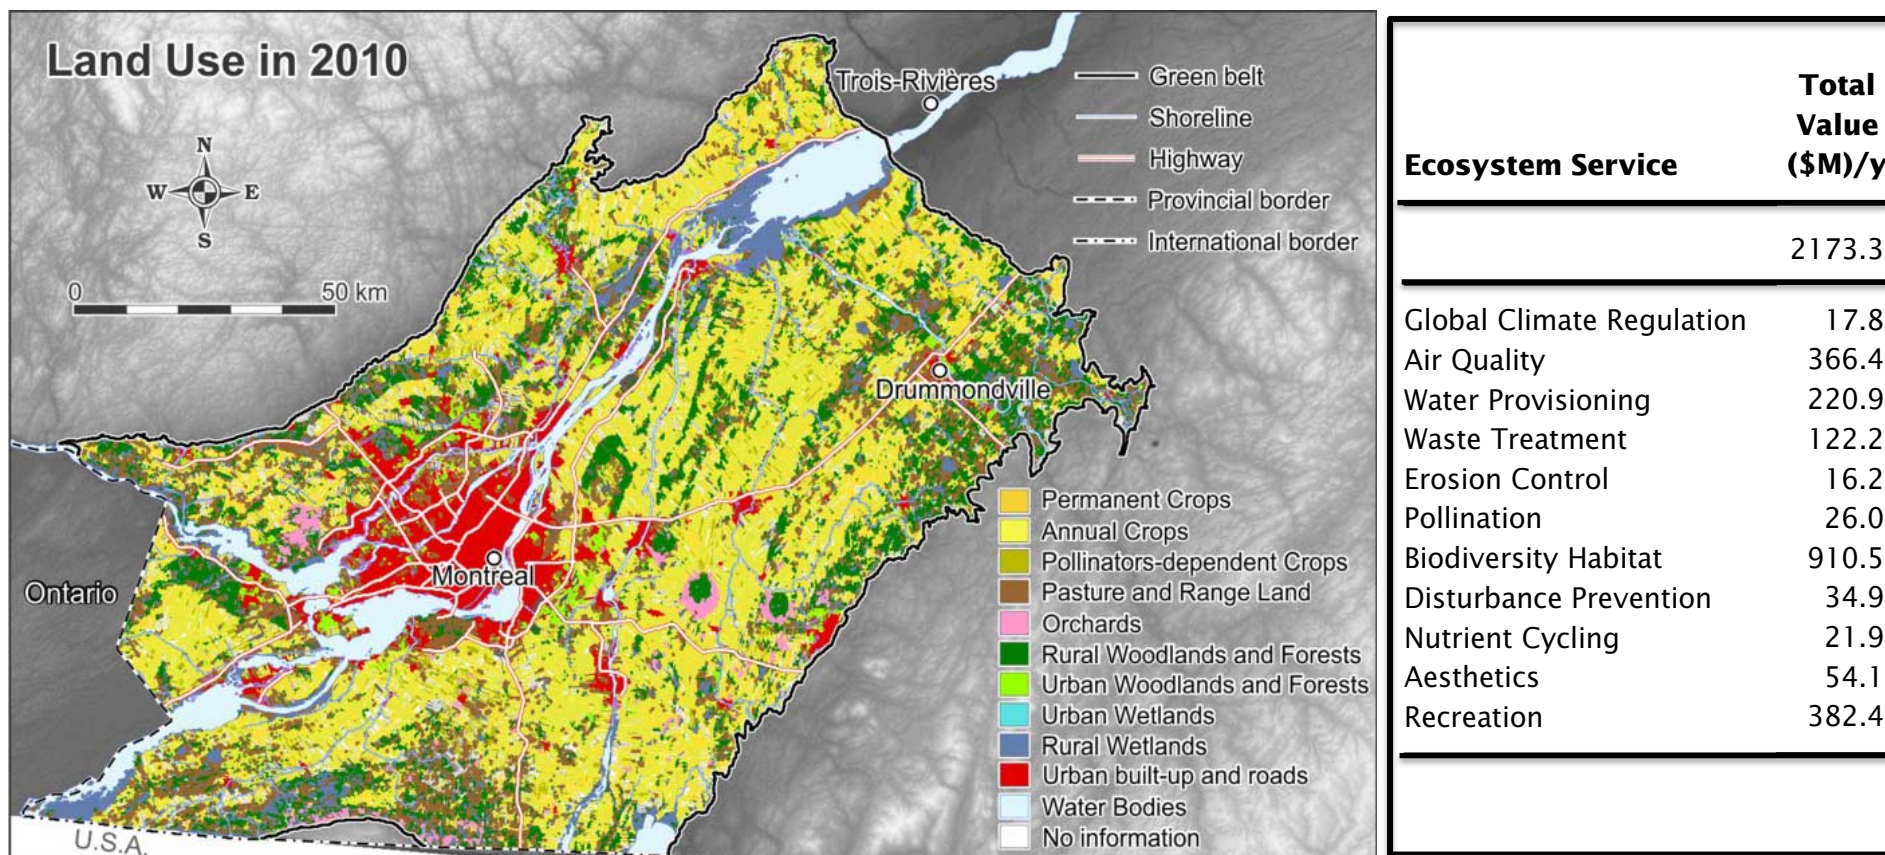 Land Use in 2010
N
W E
S
0 50 km
Trois-Rivières
Green belt
Shoreline
Highway
Provincial border
International border
Drummondville
Montreal
Ontario
U.S.A.
Permanent Crops
Annual Crops
Pollinators-dependent Crops
Pasture and Range Land
Orchards
Rural Woodlands and Forests
Urban Woodlands and Forests
Urban Wetlands
Rural Wetlands
Urban built-up and roads
Water Bodies
No information
Total
Value
Ecosystem Service ($M)/y
2173.3
Global Climate Regulation 17.8
Air Quality 366.4
Water Provisioning 220.9
Waste Treatment 122.2
Erosion Control 16.2
Pollination 26.0
Biodiversity Habitat 910.5
Disturbance Prevention 34.9
Nutrient Cycling 21.9
Aesthetics 54.1
Recreation 382.4